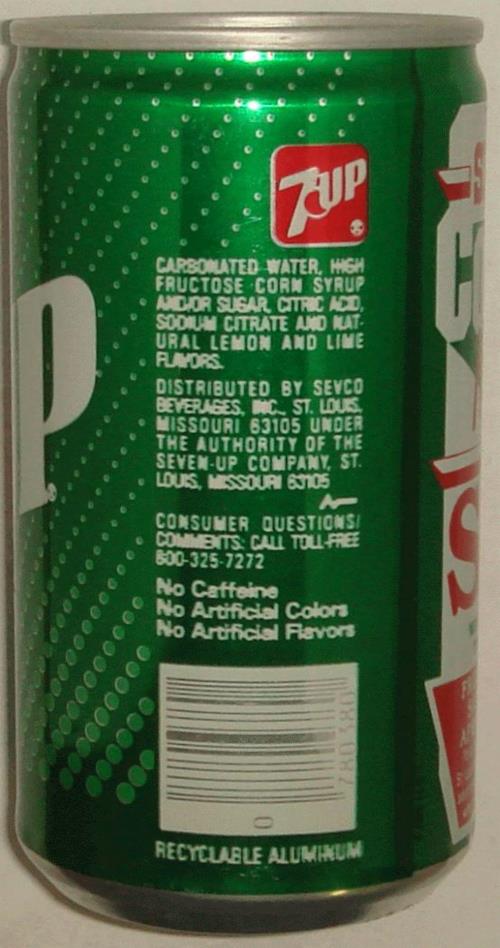 7UP
CARBONATED WATER, HIGH
FRUCTOSE CORN SYRUP
AND/OR SUGAR, CITRIC ACID,
SODIUM CITRATE AND NAT-
URAL LEMON AND LIME
FLAVORS.
DISTRIBUTED BY SEVCO
BEVERAGES, INC., ST. LOUIS,
MISSOURI 63105 UNDER
THE AUTHORITY OF THE
SEVEN-UP COMPANY, ST.
LOUIS, MISSOURI 63105
CONSUMER QUESTIONS/
COMMENTS: CALL TOLL-FREE
800-325-7272
No Caffeine
No Artificial Colors
No Artificial Flavors
780380
0
RECYCLABLE ALUMINUM
p®